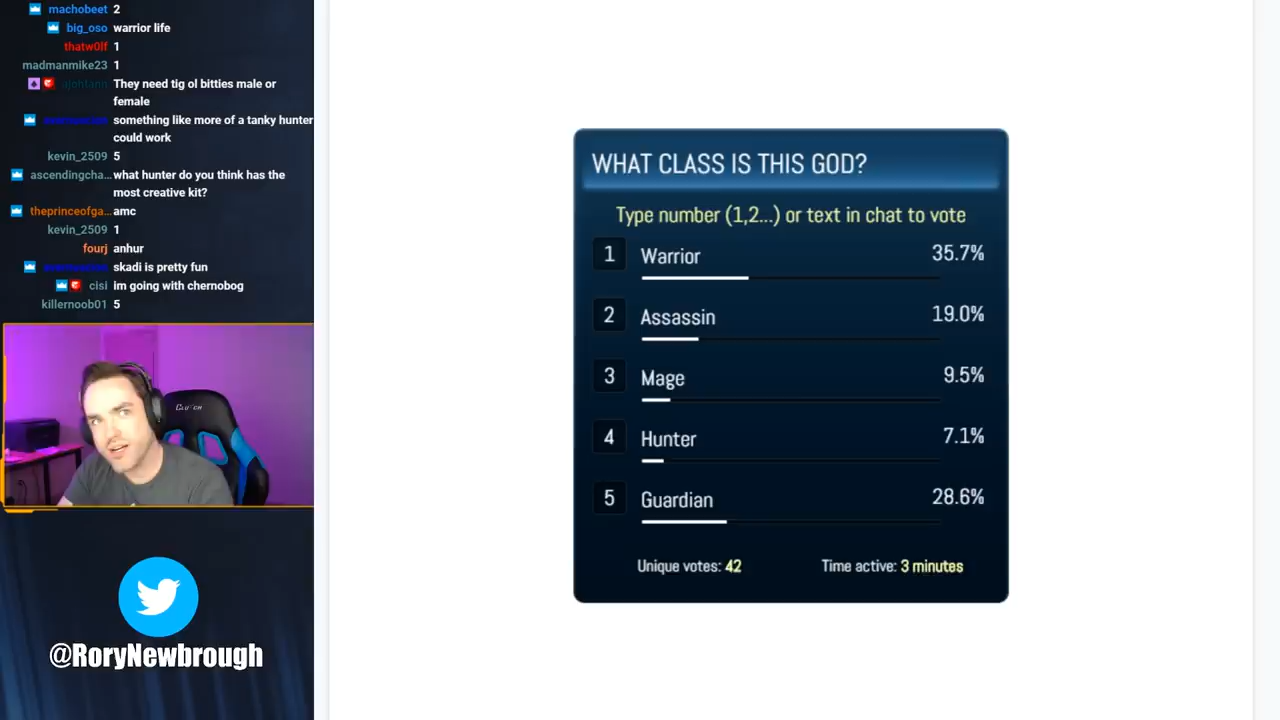 machobeet 2
big_oso warrior life
thatw0lf 1
madmanmike23 1
They need tig ol bitties male or
female
something like more of a tanky hunter
could work
kevin_2509 5
ascendingcha... what hunter do you think has the
most creative kit?
theprinceofga... amc
kevin_2509 1
fourj anhur
skadi is pretty fun
cisi im going with chernobog
killernoob01 5
CLUTCH
@RoryNewbrough
WHAT CLASS IS THIS GOD?
Type number (1,2...) or text in chat to vote
1 Warrior 35.7%
2 Assassin 19.0%
3 Mage 9.5%
4 Hunter 7.1%
5 Guardian 28.6%
Unique votes: 42 Time active: 3 minutes